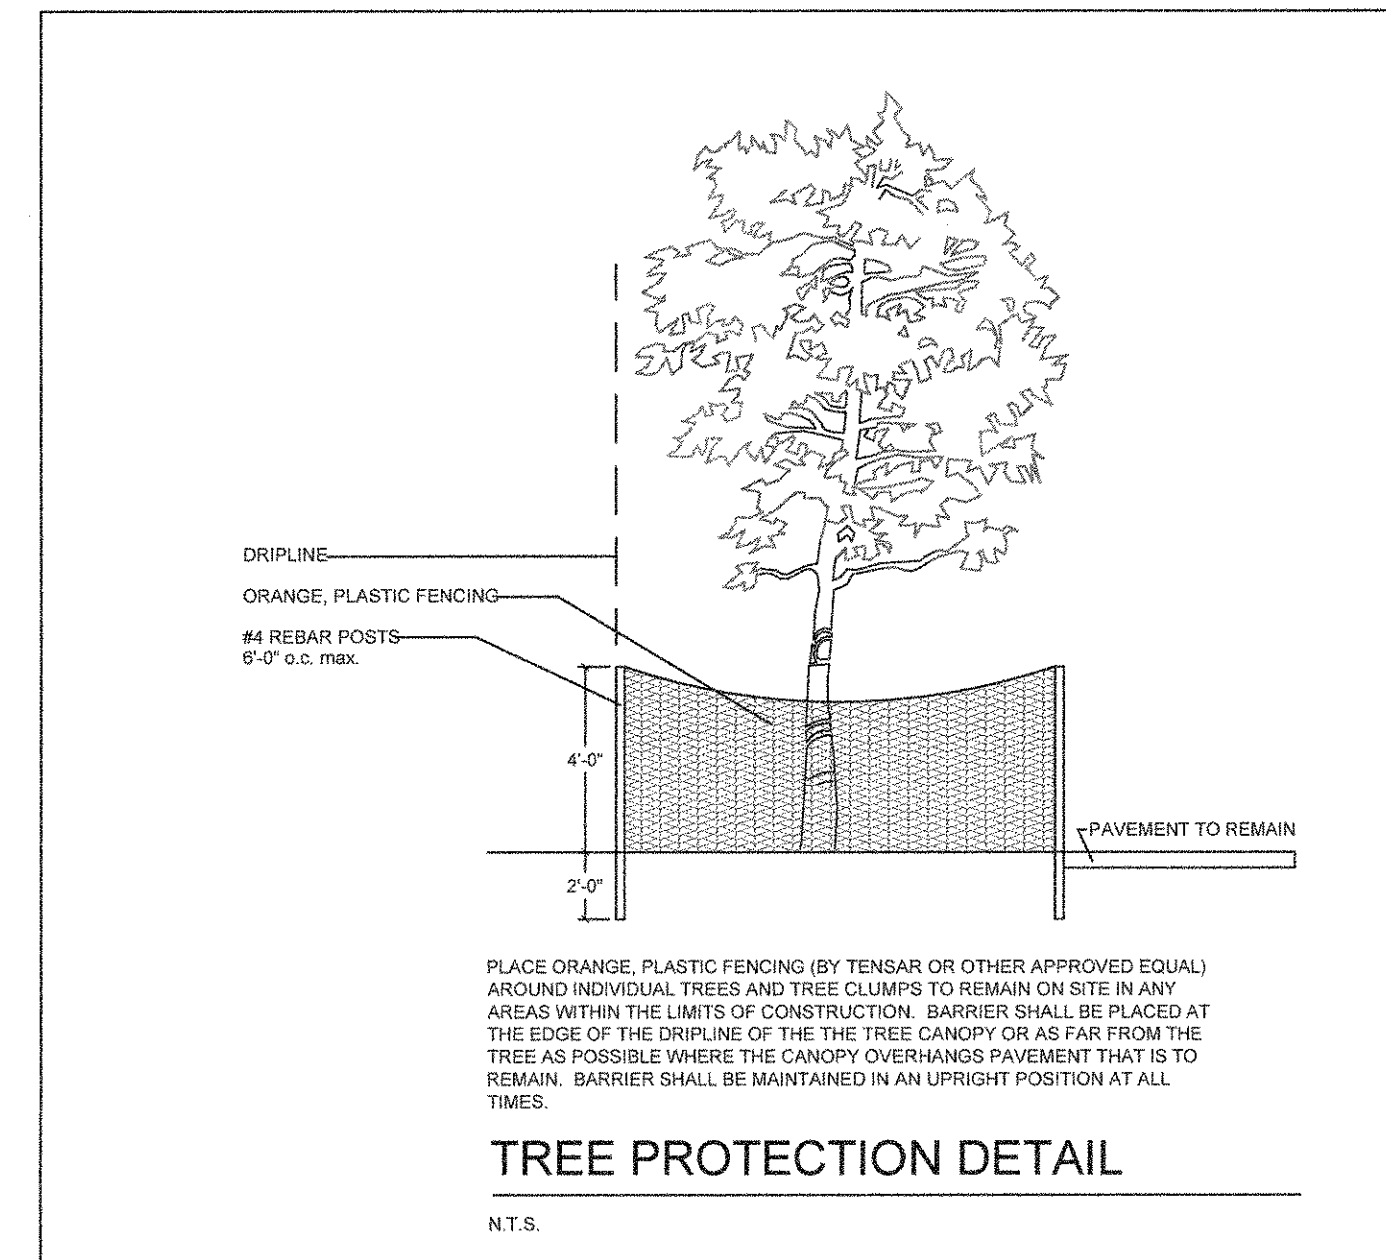 DRIPLINE
ORANGE, PLASTIC FENCING
#4 REBAR POSTS
6'-0" o.c. max.
4'-0"
PAVEMENT TO REMAIN
2'-0"
PLACE ORANGE, PLASTIC FENCING (BY TENSAR OR OTHER APPROVED EQUAL)
AROUND INDIVIDUAL TREES AND TREE CLUMPS TO REMAIN ON SITE IN ANY
AREAS WITHIN THE LIMITS OF CONSTRUCTION. BARRIER SHALL BE PLACED AT
THE EDGE OF THE DRIPLINE OF THE THE TREE CANOPY OR AS FAR FROM THE
TREE AS POSSIBLE WHERE THE CANOPY OVERHANGS PAVEMENT THAT IS TO
REMAIN. BARRIER SHALL BE MAINTAINED IN AN UPRIGHT POSITION AT ALL
TIMES.
TREE PROTECTION DETAIL
N.T.S.